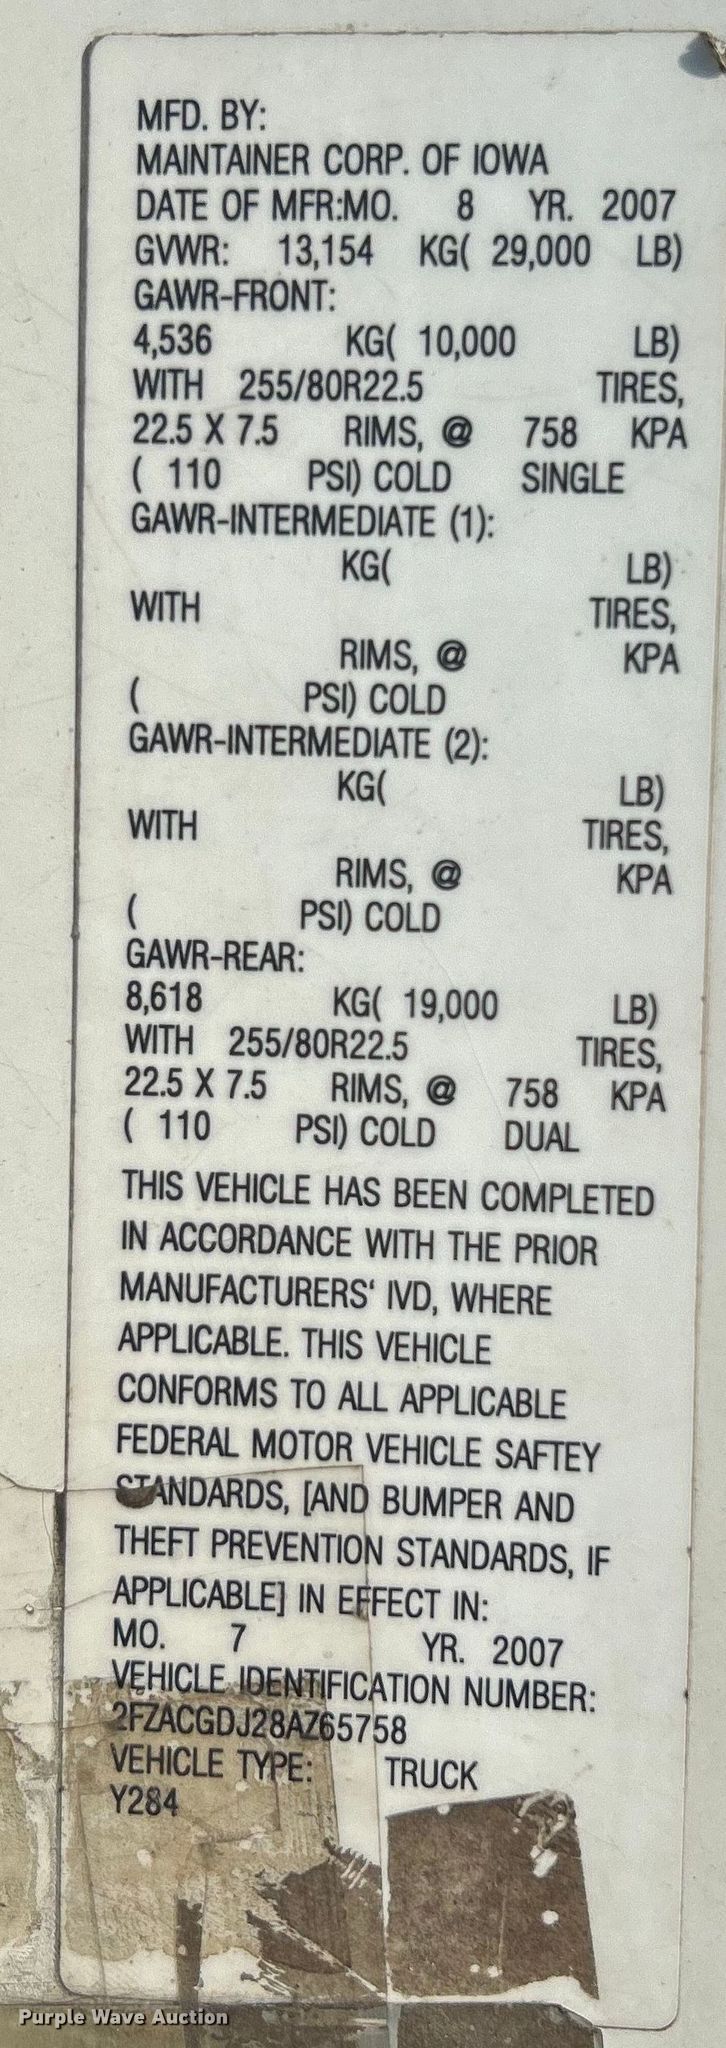 MFD. BY:
MAINTAINER CORP. OF IOWA
DATE OF MFR:MO. 8 YR. 2007
GVWR: 13,154 KG( 29,000 LB)
GAWR-FRONT:
4,536 KG( 10,000 LB)
WITH 255/80R22.5 TIRES,
22.5 X 7.5 RIMS, @ 758 KPA
( 110 PSI) COLD SINGLE
GAWR-INTERMEDIATE (1):
KG( LB)
WITH TIRES,
RIMS, @ KPA
( PSI) COLD
GAWR-INTERMEDIATE (2):
KG( LB)
WITH TIRES,
RIMS, @ KPA
( PSI) COLD
GAWR-REAR:
8,618 KG( 19,000 LB)
WITH 255/80R22.5 TIRES,
22.5 X 7.5 RIMS, @ 758 KPA
( 110 PSI) COLD DUAL
THIS VEHICLE HAS BEEN COMPLETED
IN ACCORDANCE WITH THE PRIOR
MANUFACTURERS' IVD, WHERE
APPLICABLE. THIS VEHICLE
CONFORMS TO ALL APPLICABLE
FEDERAL MOTOR VEHICLE SAFTEY
STANDARDS, [AND BUMPER AND
THEFT PREVENTION STANDARDS, IF
APPLICABLE] IN EFFECT IN:
MO. 7 YR. 2007
VEHICLE IDENTIFICATION NUMBER:
2FZACGDJ28AZ65758
VEHICLE TYPE: TRUCK
Y284
Purple Wave Auction